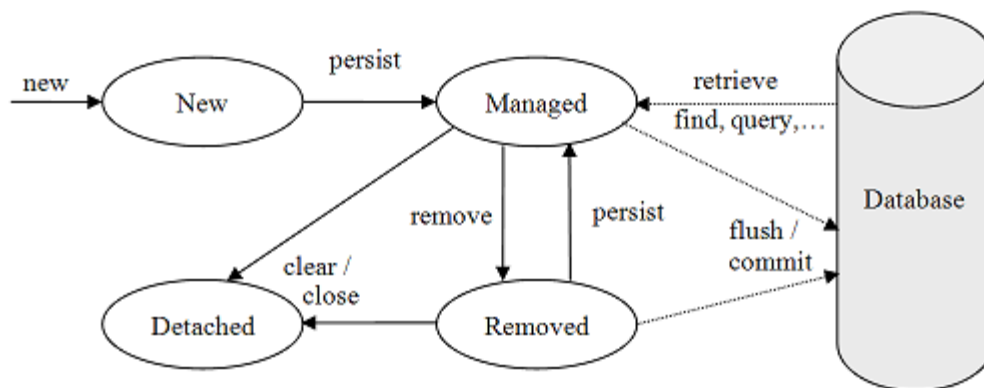 new
New
persist
Managed
retrieve
find, query,...
Database
remove
persist
flush /
commit
clear /
close
Detached
Removed